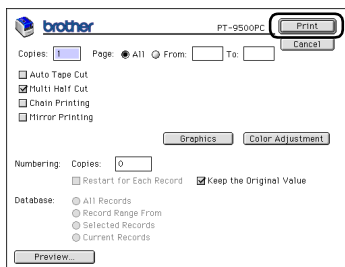 brother PT-9500PC Print
Copies: 1 Page: All From: To: Cancel
Auto Tape Cut
Multi Half Cut
Chain Printing
Mirror Printing
Graphics Color Adjustment
Numbering: Copies: 0
Restart for Each Record Keep the Original Value
Database: All Records
Record Range From
Selected Records
Current Records
Preview...